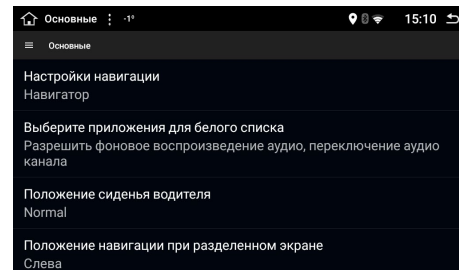 Основные -1°
15:10
Основные
Настройки навигации
Навигатор
Выберите приложения для белого списка
Разрешить фоновое воспроизведение аудио, переключение аудио
канала
Положение сиденья водителя
Normal
Положение навигации при разделенном экране
Слева